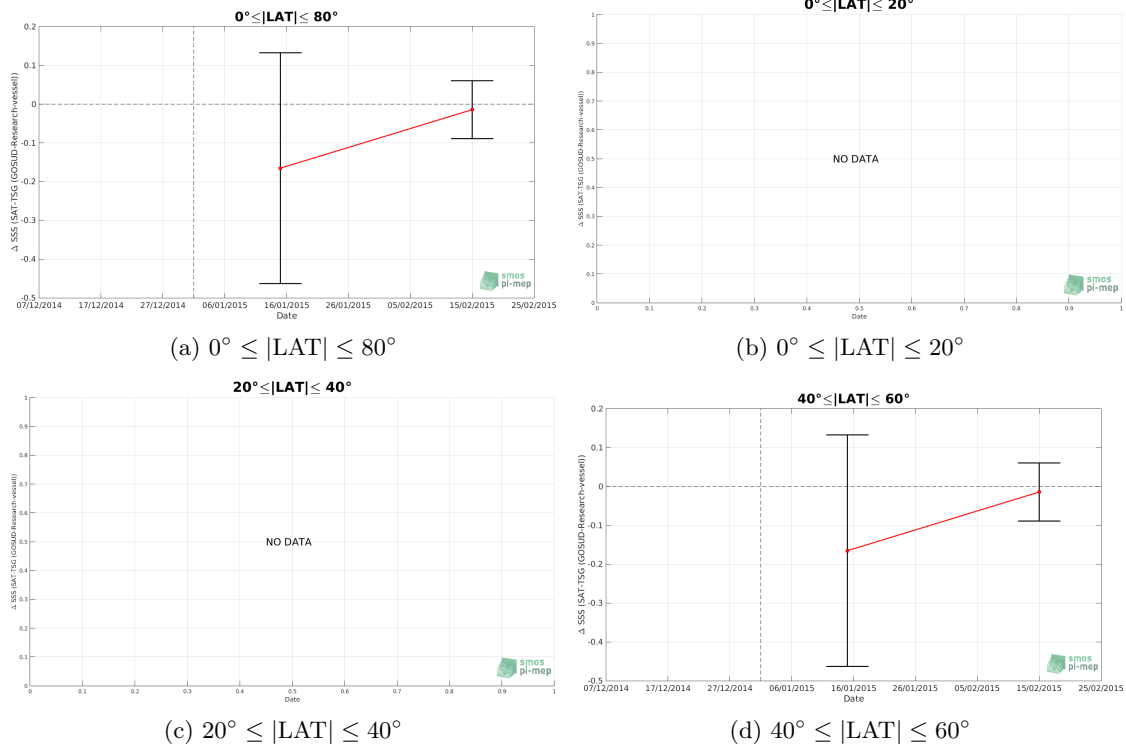 0°≤|LAT|≤ 80°
0.2
0.1
0
-0.1
-0.2
-0.3
-0.4
-0.5
Δ SSS (SAT-TSG (GOSUD-Research-vessel))
07/12/2014 17/12/2014 27/12/2014 06/01/2015 16/01/2015 26/01/2015 05/02/2015 15/02/2015 25/02/2015
Date
smos
pi-mep
(a) 0° ≤ |LAT| ≤ 80°
0°≤|LAT|≤ 20°
1
0.9
0.8
0.7
0.6
0.5
0.4
0.3
0.2
0.1
0
Δ SSS (SAT-TSG (GOSUD-Research-vessel))
NO DATA
0 0.1 0.2 0.3 0.4 0.5 0.6 0.7 0.8 0.9 1
Date
smos
pi-mep
(b) 0° ≤ |LAT| ≤ 20°
20°≤|LAT|≤ 40°
1
0.9
0.8
0.7
0.6
0.5
0.4
0.3
0.2
0.1
0
Δ SSS (SAT-TSG (GOSUD-Research-vessel))
NO DATA
0 0.1 0.2 0.3 0.4 0.5 0.6 0.7 0.8 0.9 1
Date
smos
pi-mep
(c) 20° ≤ |LAT| ≤ 40°
40°≤|LAT|≤ 60°
0.2
0.1
0
-0.1
-0.2
-0.3
-0.4
-0.5
Δ SSS (SAT-TSG (GOSUD-Research-vessel))
07/12/2014 17/12/2014 27/12/2014 06/01/2015 16/01/2015 26/01/2015 05/02/2015 15/02/2015 25/02/2015
Date
smos
pi-mep
(d) 40° ≤ |LAT| ≤ 60°